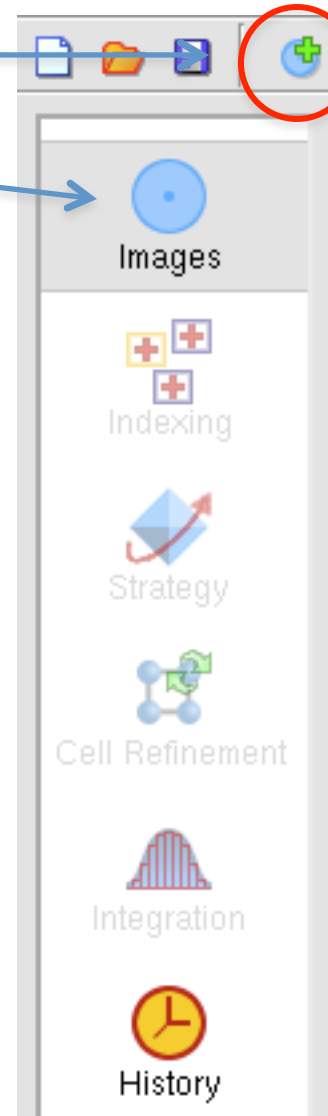 Images
Indexing
Strategy
Cell Refinement
Integration
History